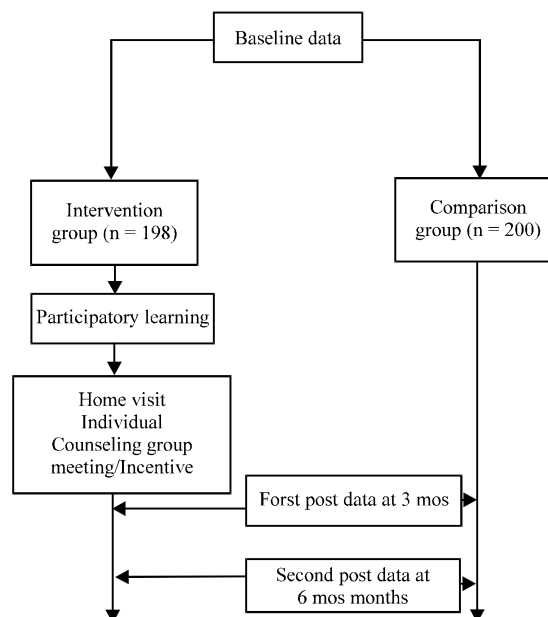 Baseline data
Intervention
group (n = 198)
Comparison
group (n = 200)
Participatory learning
Home visit
Individual
Counseling group
meeting/Incentive
Forst post data at 3 mos
Second post data at
6 mos months